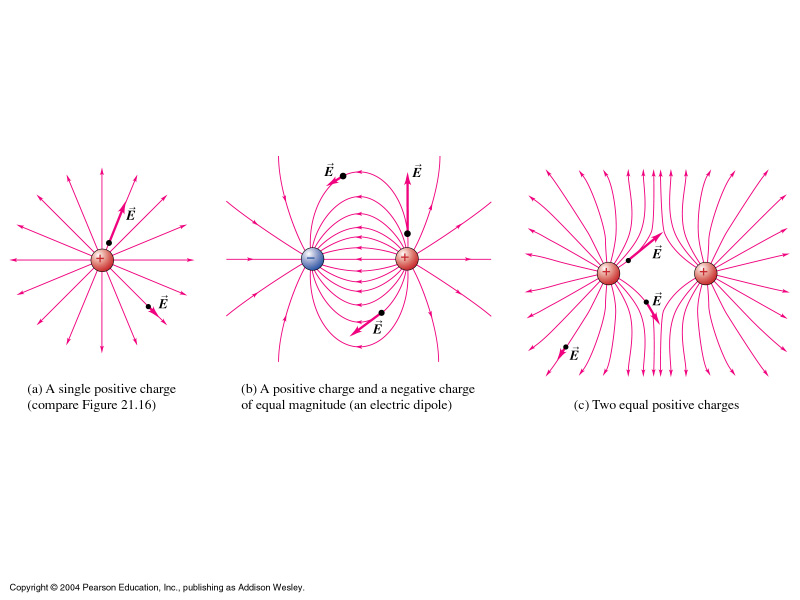 E
E
E
E
E
E
E
E
−
+
+
+
+
(a) A single positive charge
(compare Figure 21.16)
(b) A positive charge and a negative charge
of equal magnitude (an electric dipole)
(c) Two equal positive charges
Copyright © 2004 Pearson Education, Inc., publishing as Addison Wesley.